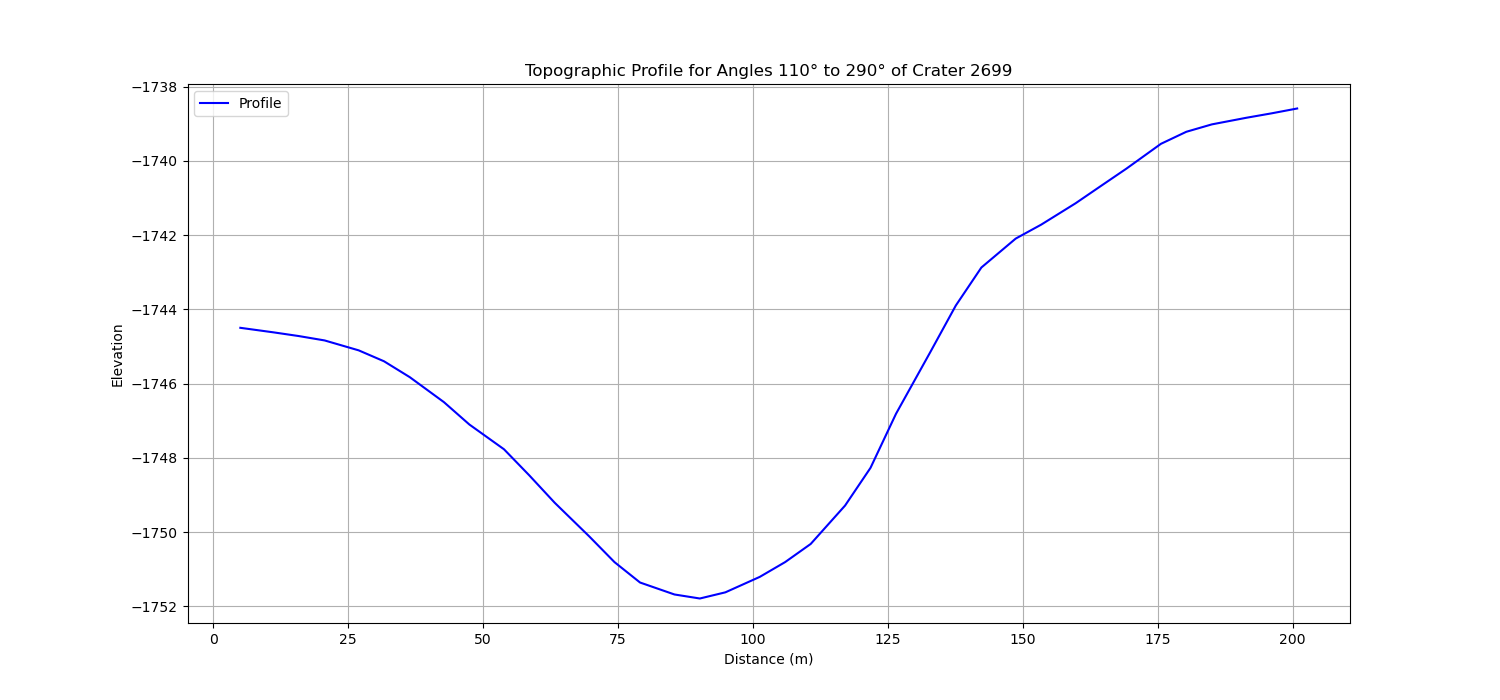 Topographic Profile for Angles 110° to 290° of Crater 2699
Profile
−1738
−1740
−1742
−1744
−1746
−1748
−1750
−1752
Elevation
0 25 50 75 100 125 150 175 200
Distance (m)